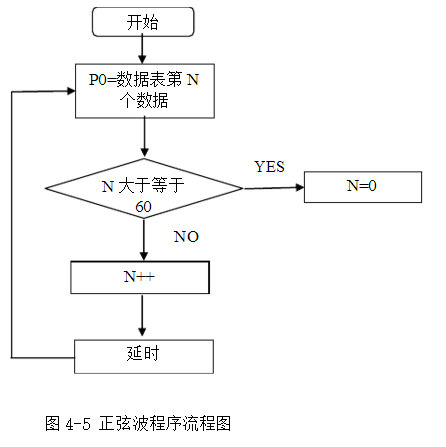 开始
P0=数据表第 N
个数据
N 大于等于
60
YES
N=0
NO
N++
延时
图 4-5 正弦波程序流程图